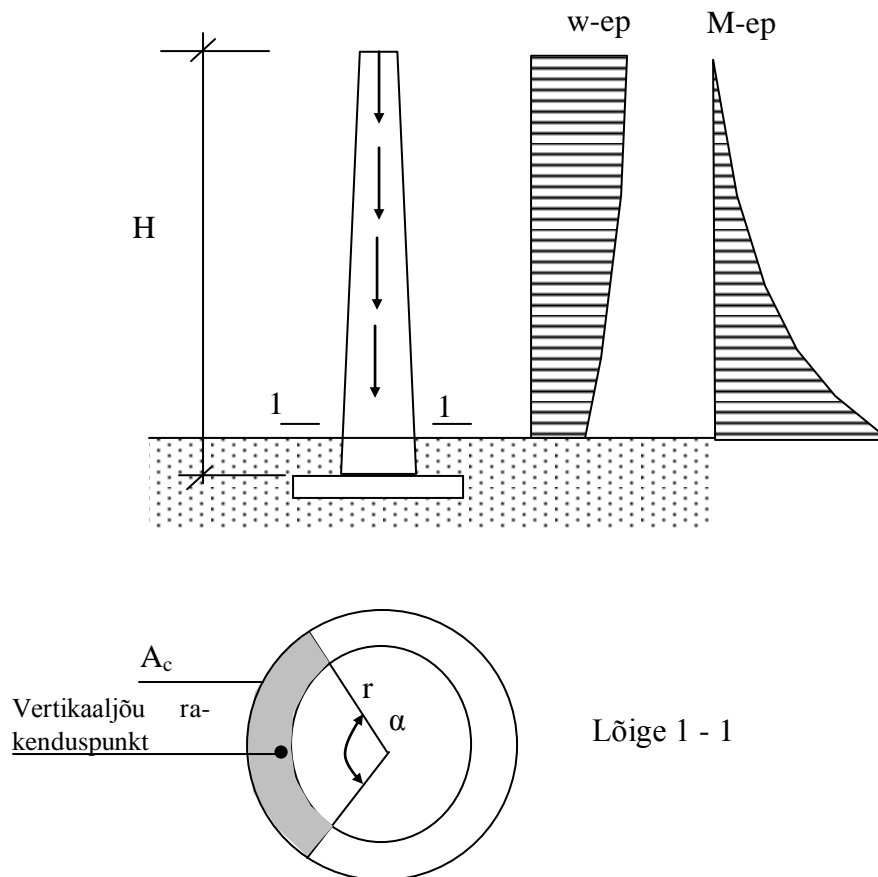 w-ep
M-ep
H
1
1
A_c
r
α
Vertikaaljõu ra-
kenduspunkt
Lõige 1 - 1